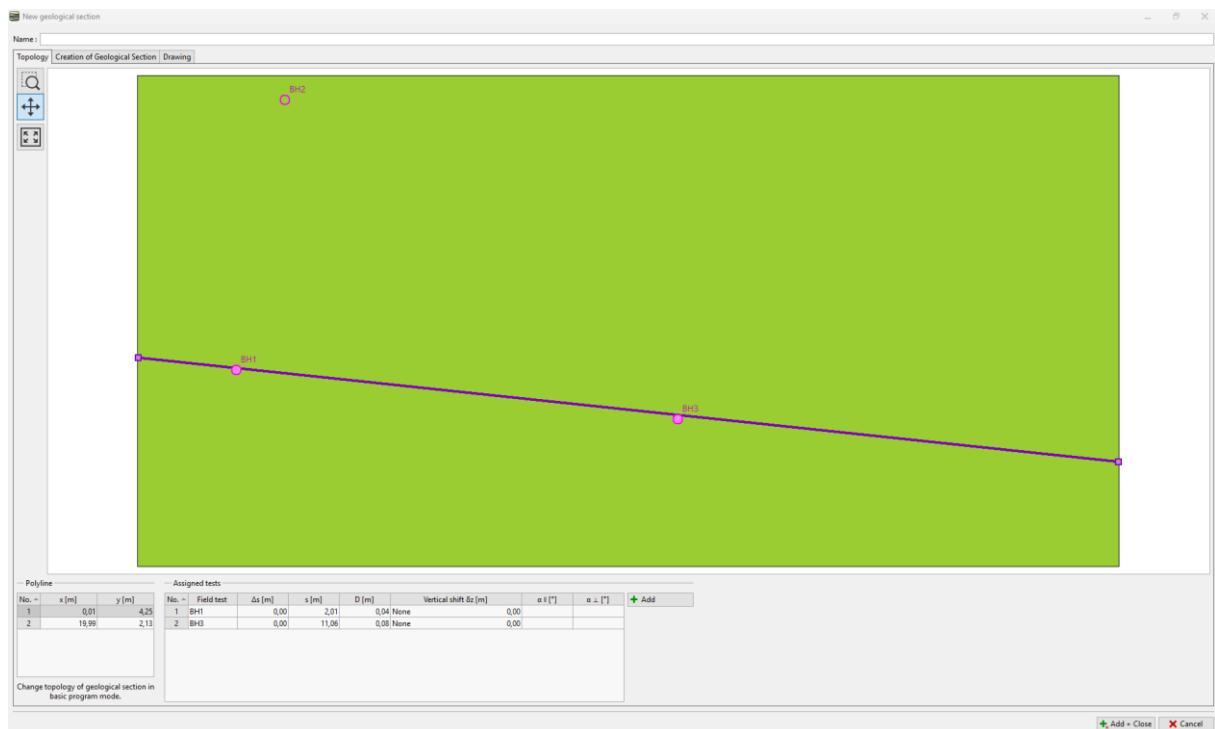 New geological section
Name :
Topology Creation of Geological Section Drawing
BH2
BH1
BH3
Polyline
No. x [m] y [m]
1 0,01 4,25
2 19,99 2,13
Change topology of geological section in
basic program mode.
Assigned tests
No. Field test Δs [m] s [m] D [m] Vertical shift δz [m] α ∥ [°] α ⊥ [°]
1 BH1 0,00 2,01 0,04 None 0,00
2 BH3 0,00 11,06 0,08 None 0,00
Add
Add + Close Cancel